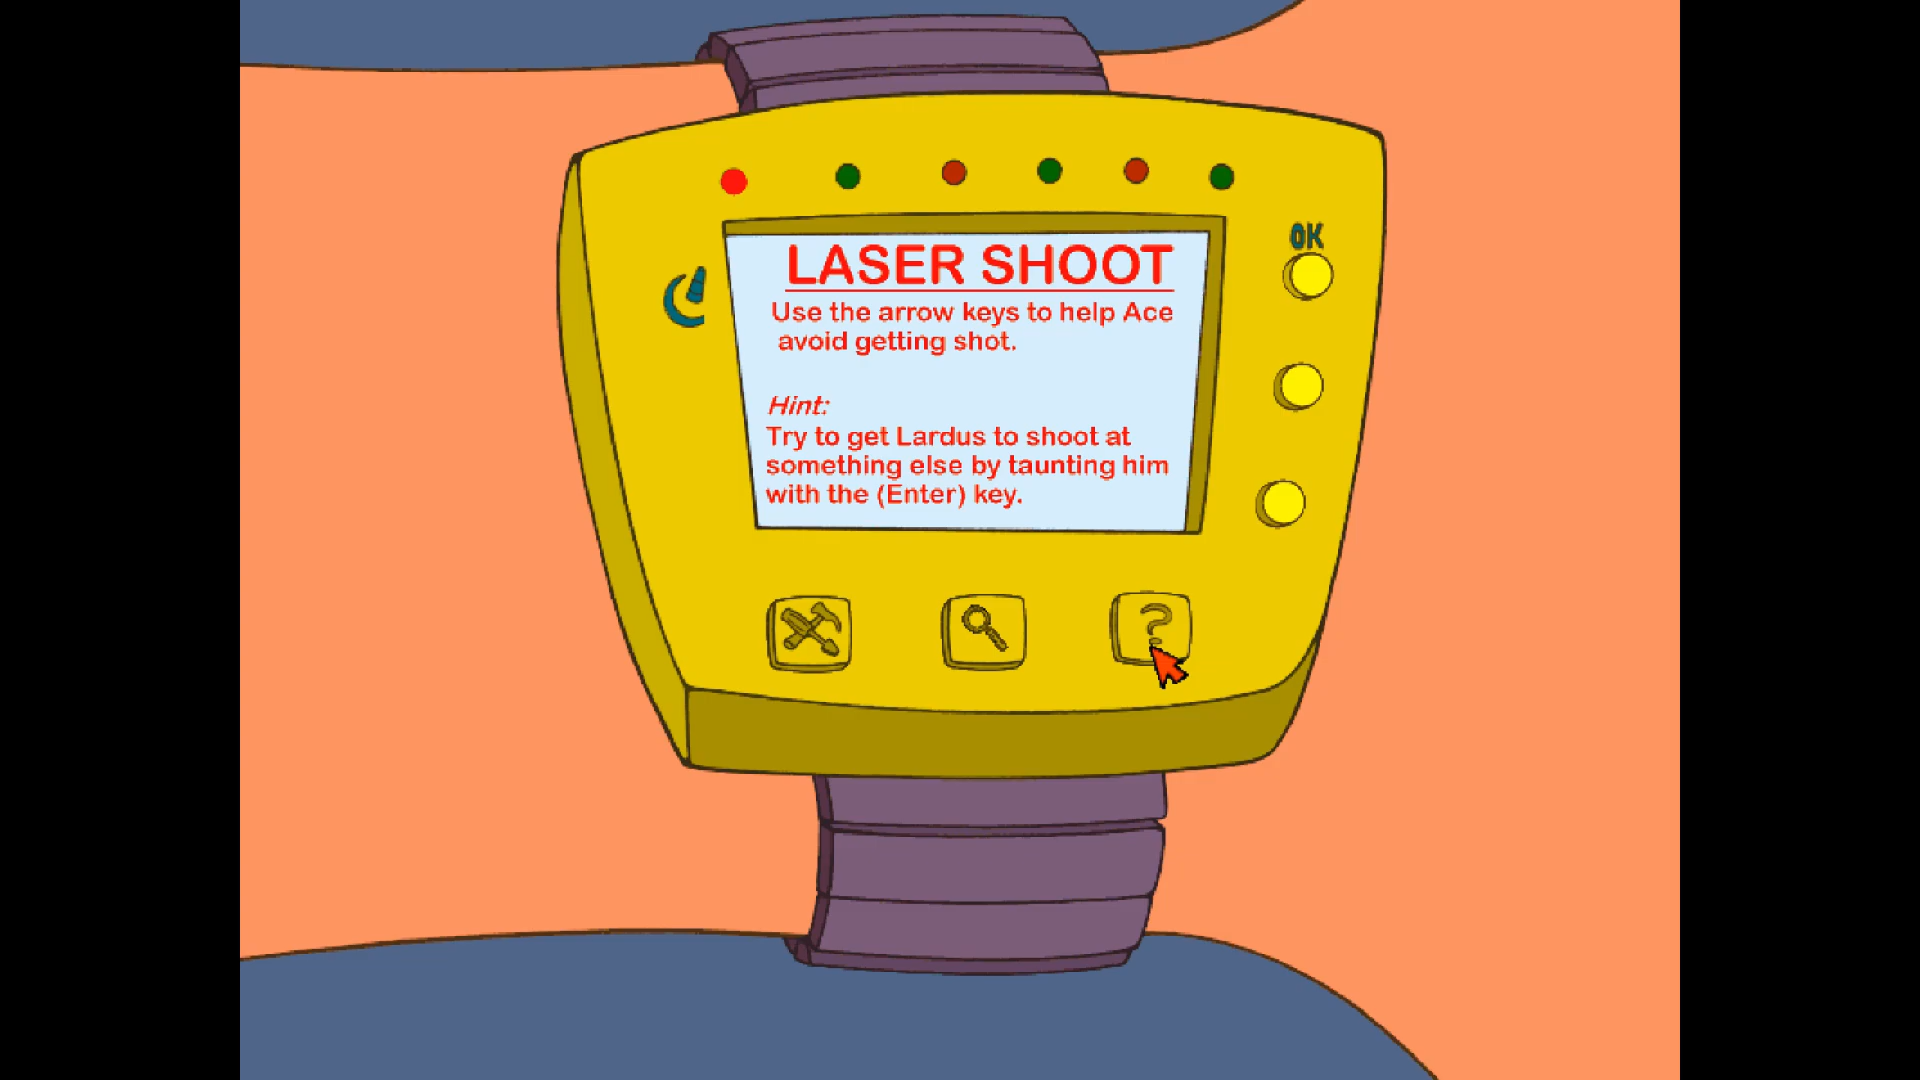 OK
LASER SHOOT
Use the arrow keys to help Ace
avoid getting shot.
Hint:
Try to get Lardus to shoot at
something else by taunting him
with the (Enter) key.
?